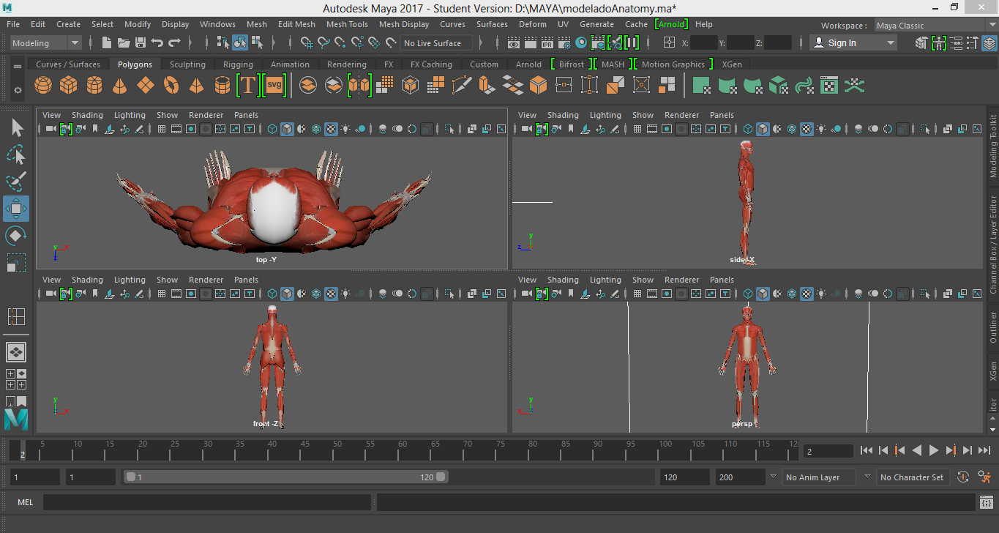 Autodesk Maya 2017 - Student Version: D:\MAYA\modeladoAnatomy.ma*
File Edit Create Select Modify Display Windows Mesh Edit Mesh Mesh Tools Mesh Display Curves Surfaces Deform UV Generate Cache [Arnold] Help Workspace : Maya Classic
Modeling No Live Surface IPR X: Y: Z: Sign In
Curves / Surfaces Polygons Sculpting Rigging Animation Rendering FX FX Caching Custom Arnold [ Bifrost ] [ MASH ] [ Motion Graphics ] XGen
T svg
View Shading Lighting Show Renderer Panels
top -Y
y x z
View Shading Lighting Show Renderer Panels
side -X
y z
View Shading Lighting Show Renderer Panels
front -Z
y z x
View Shading Lighting Show Renderer Panels
persp
y x z
Modeling Toolkit
Channel Box / Layer Editor
Outliner
XGen
itor
2 5 10 15 20 25 30 35 40 45 50 55 60 65 70 75 80 85 90 95 100 105 110 115 12 2
1 1 1 120 120 200 No Anim Layer No Character Set
MEL